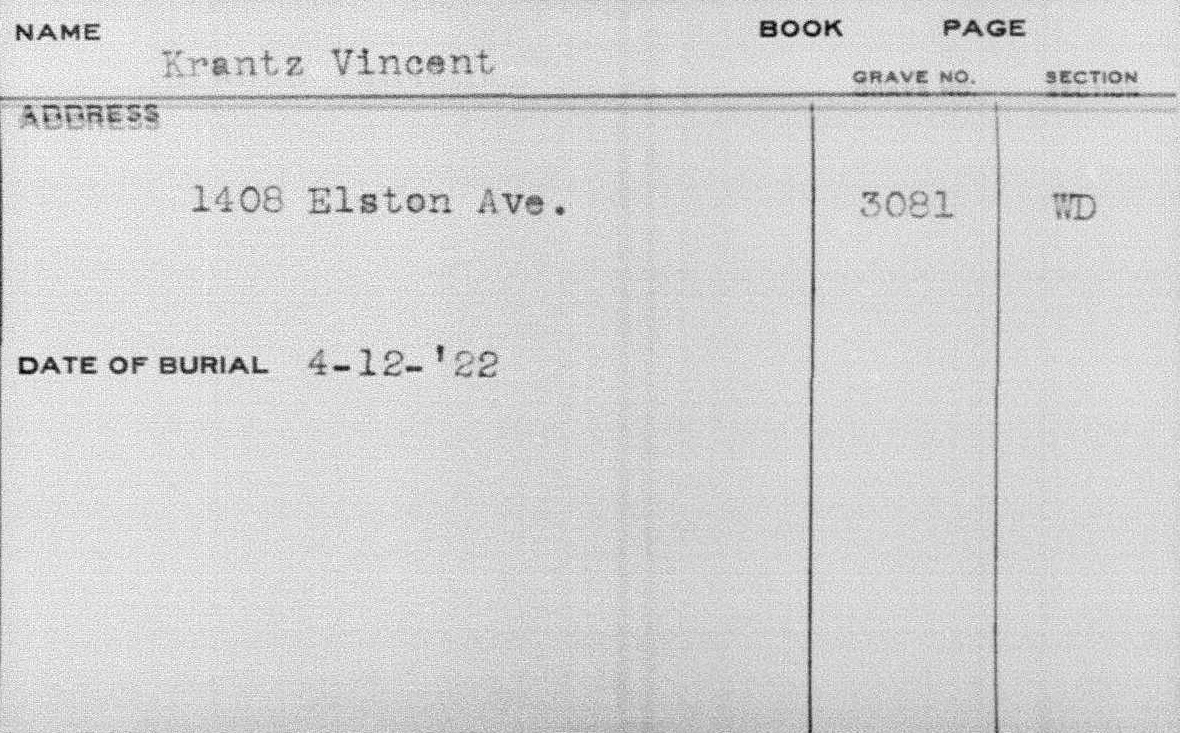 NAME BOOK PAGE
Krantz Vincent
GRAVE NO. SECTION
ADDRESS
1408 Elston Ave. 3081 WD
DATE OF BURIAL 4-12-'22